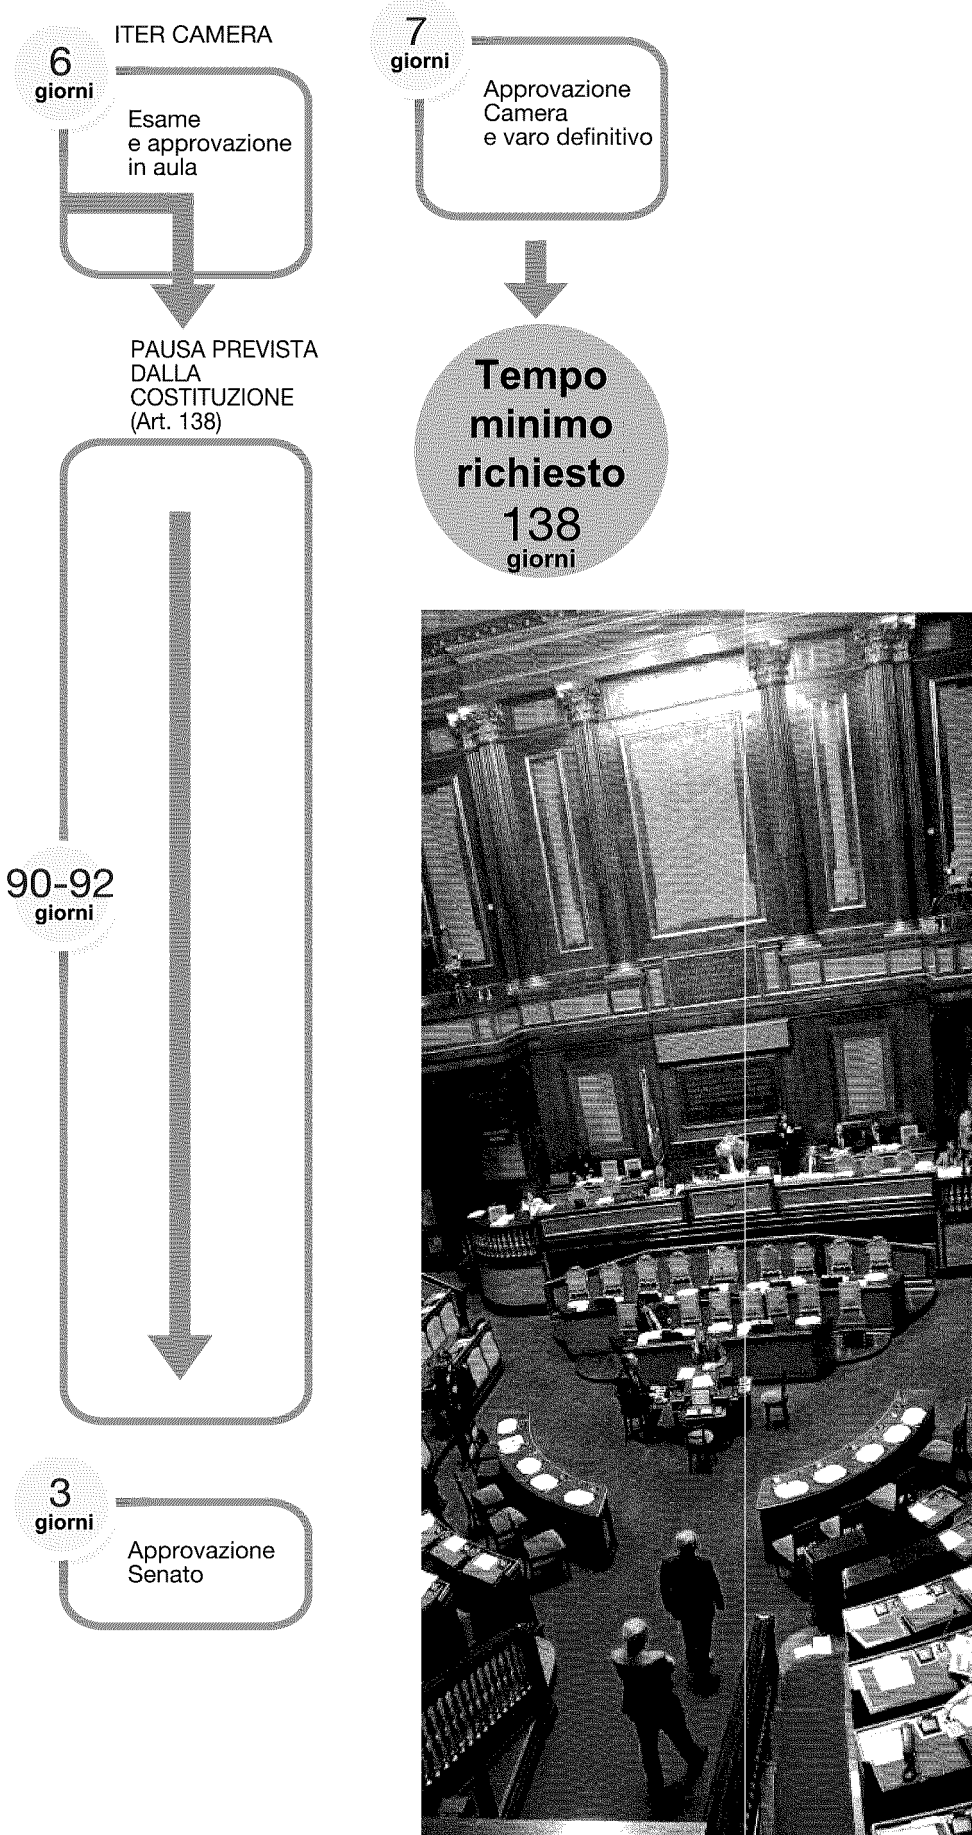 ITER CAMERA
6
giorni
Esame
e approvazione
in aula
PAUSA PREVISTA
DALLA
COSTITUZIONE
(Art. 138)
90-92
giorni
3
giorni
Approvazione
Senato
7
giorni
Approvazione
Camera
e varo definitivo
Tempo
minimo
richiesto
138
giorni